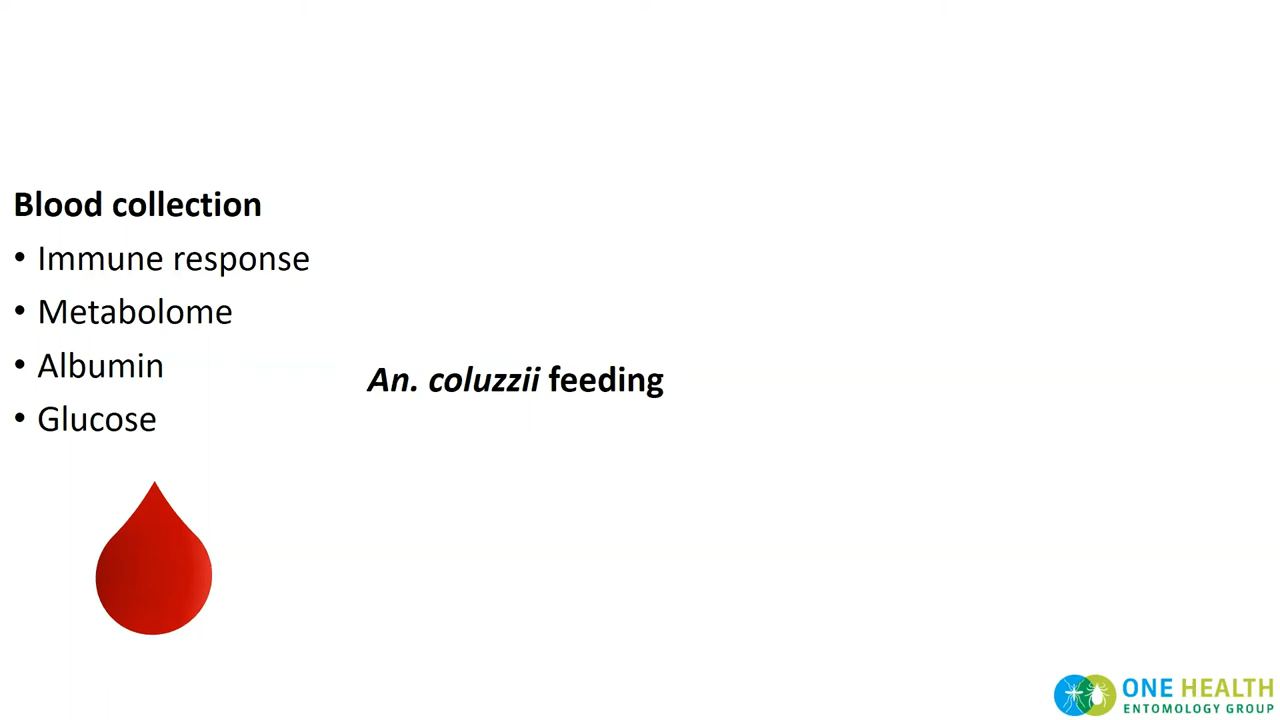 Blood collection
• Immune response
• Metabolome
• Albumin
• Glucose
An. coluzzii feeding
ONE HEALTH
ENTOMOLOGY GROUP